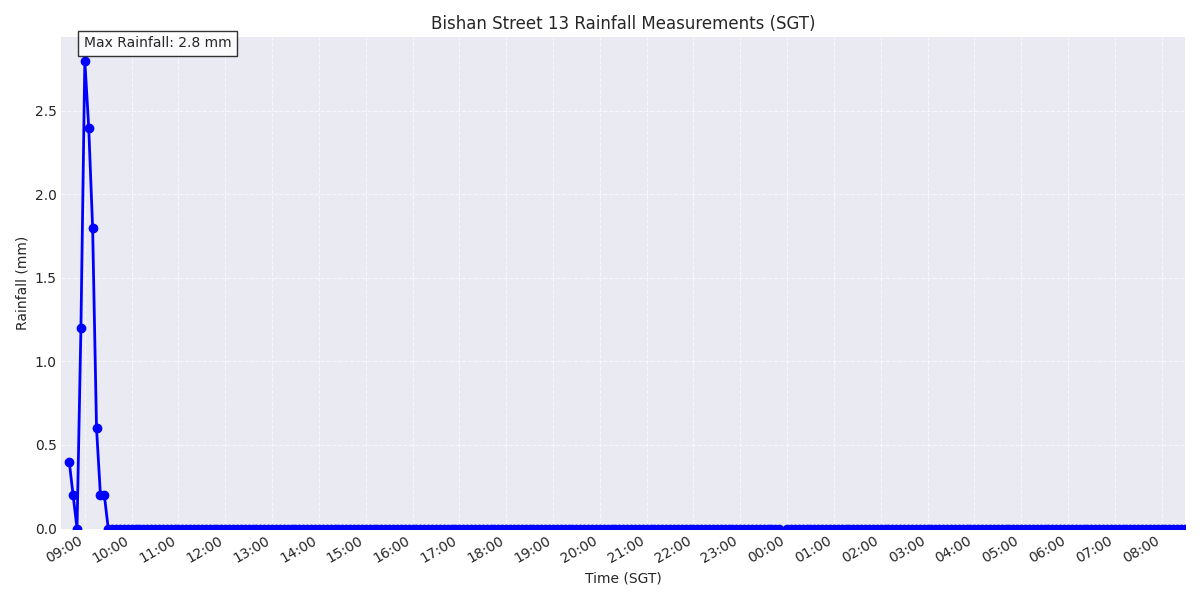 Bishan Street 13 Rainfall Measurements (SGT)
Max Rainfall: 2.8 mm
Rainfall (mm)
2.5
2.0
1.5
1.0
0.5
0.0
09:00 10:00 11:00 12:00 13:00 14:00 15:00 16:00 17:00 18:00 19:00 20:00 21:00 22:00 23:00 00:00 01:00 02:00 03:00 04:00 05:00 06:00 07:00 08:00
Time (SGT)